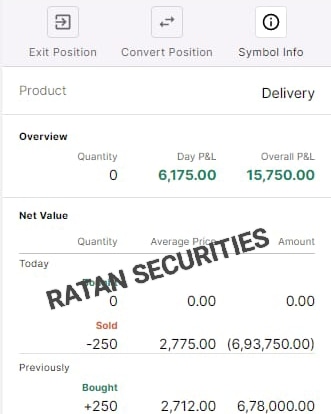 Exit Position Convert Position Symbol Info
Product Delivery
Overview
Quantity Day P&L Overall P&L
0 6,175.00 15,750.00
Net Value
Quantity Average Price Amount
Today
RATAN SECURITIES
0 0.00 0.00
Sold
-250 2,775.00 (6,93,750.00)
Previously
Bought
+250 2,712.00 6,78,000.00